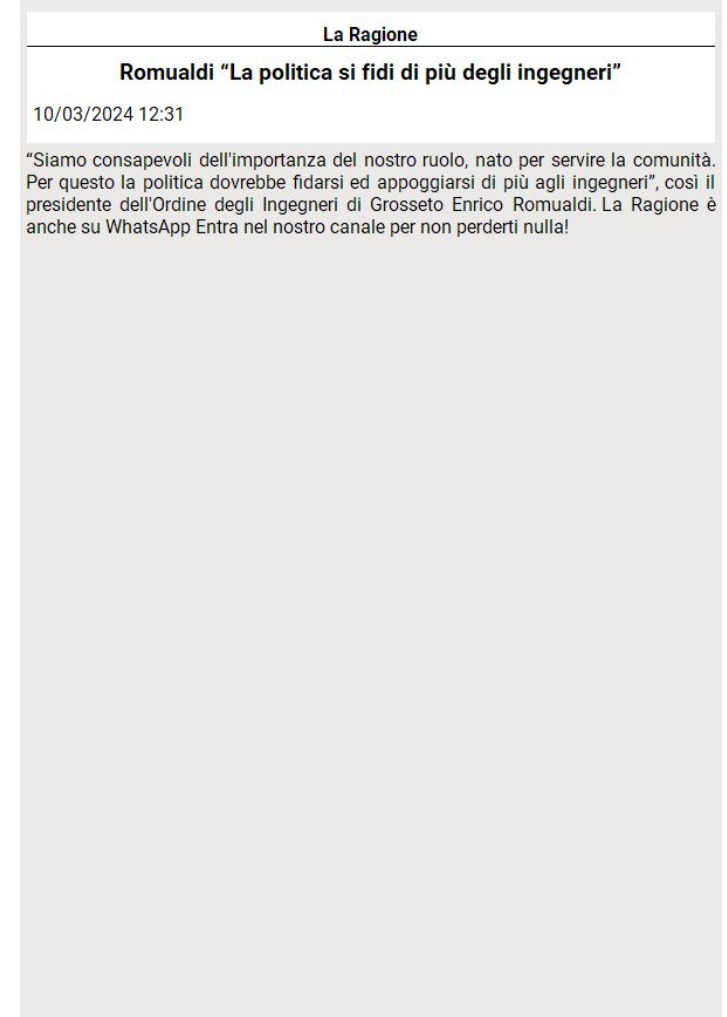 La Ragione
Romualdi “La politica si fidi di più degli ingegneri”
10/03/2024 12:31
“Siamo consapevoli dell'importanza del nostro ruolo, nato per servire la comunità.
Per questo la politica dovrebbe fidarsi ed appoggiarsi di più agli ingegneri”, così il
presidente dell'Ordine degli Ingegneri di Grosseto Enrico Romualdi. La Ragione è
anche su WhatsApp Entra nel nostro canale per non perderti nulla!